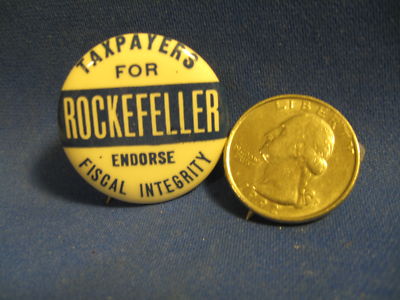 TAXPAYERS
FOR
ROCKEFELLER
ENDORSE
FISCAL INTEGRITY
LIBERTY